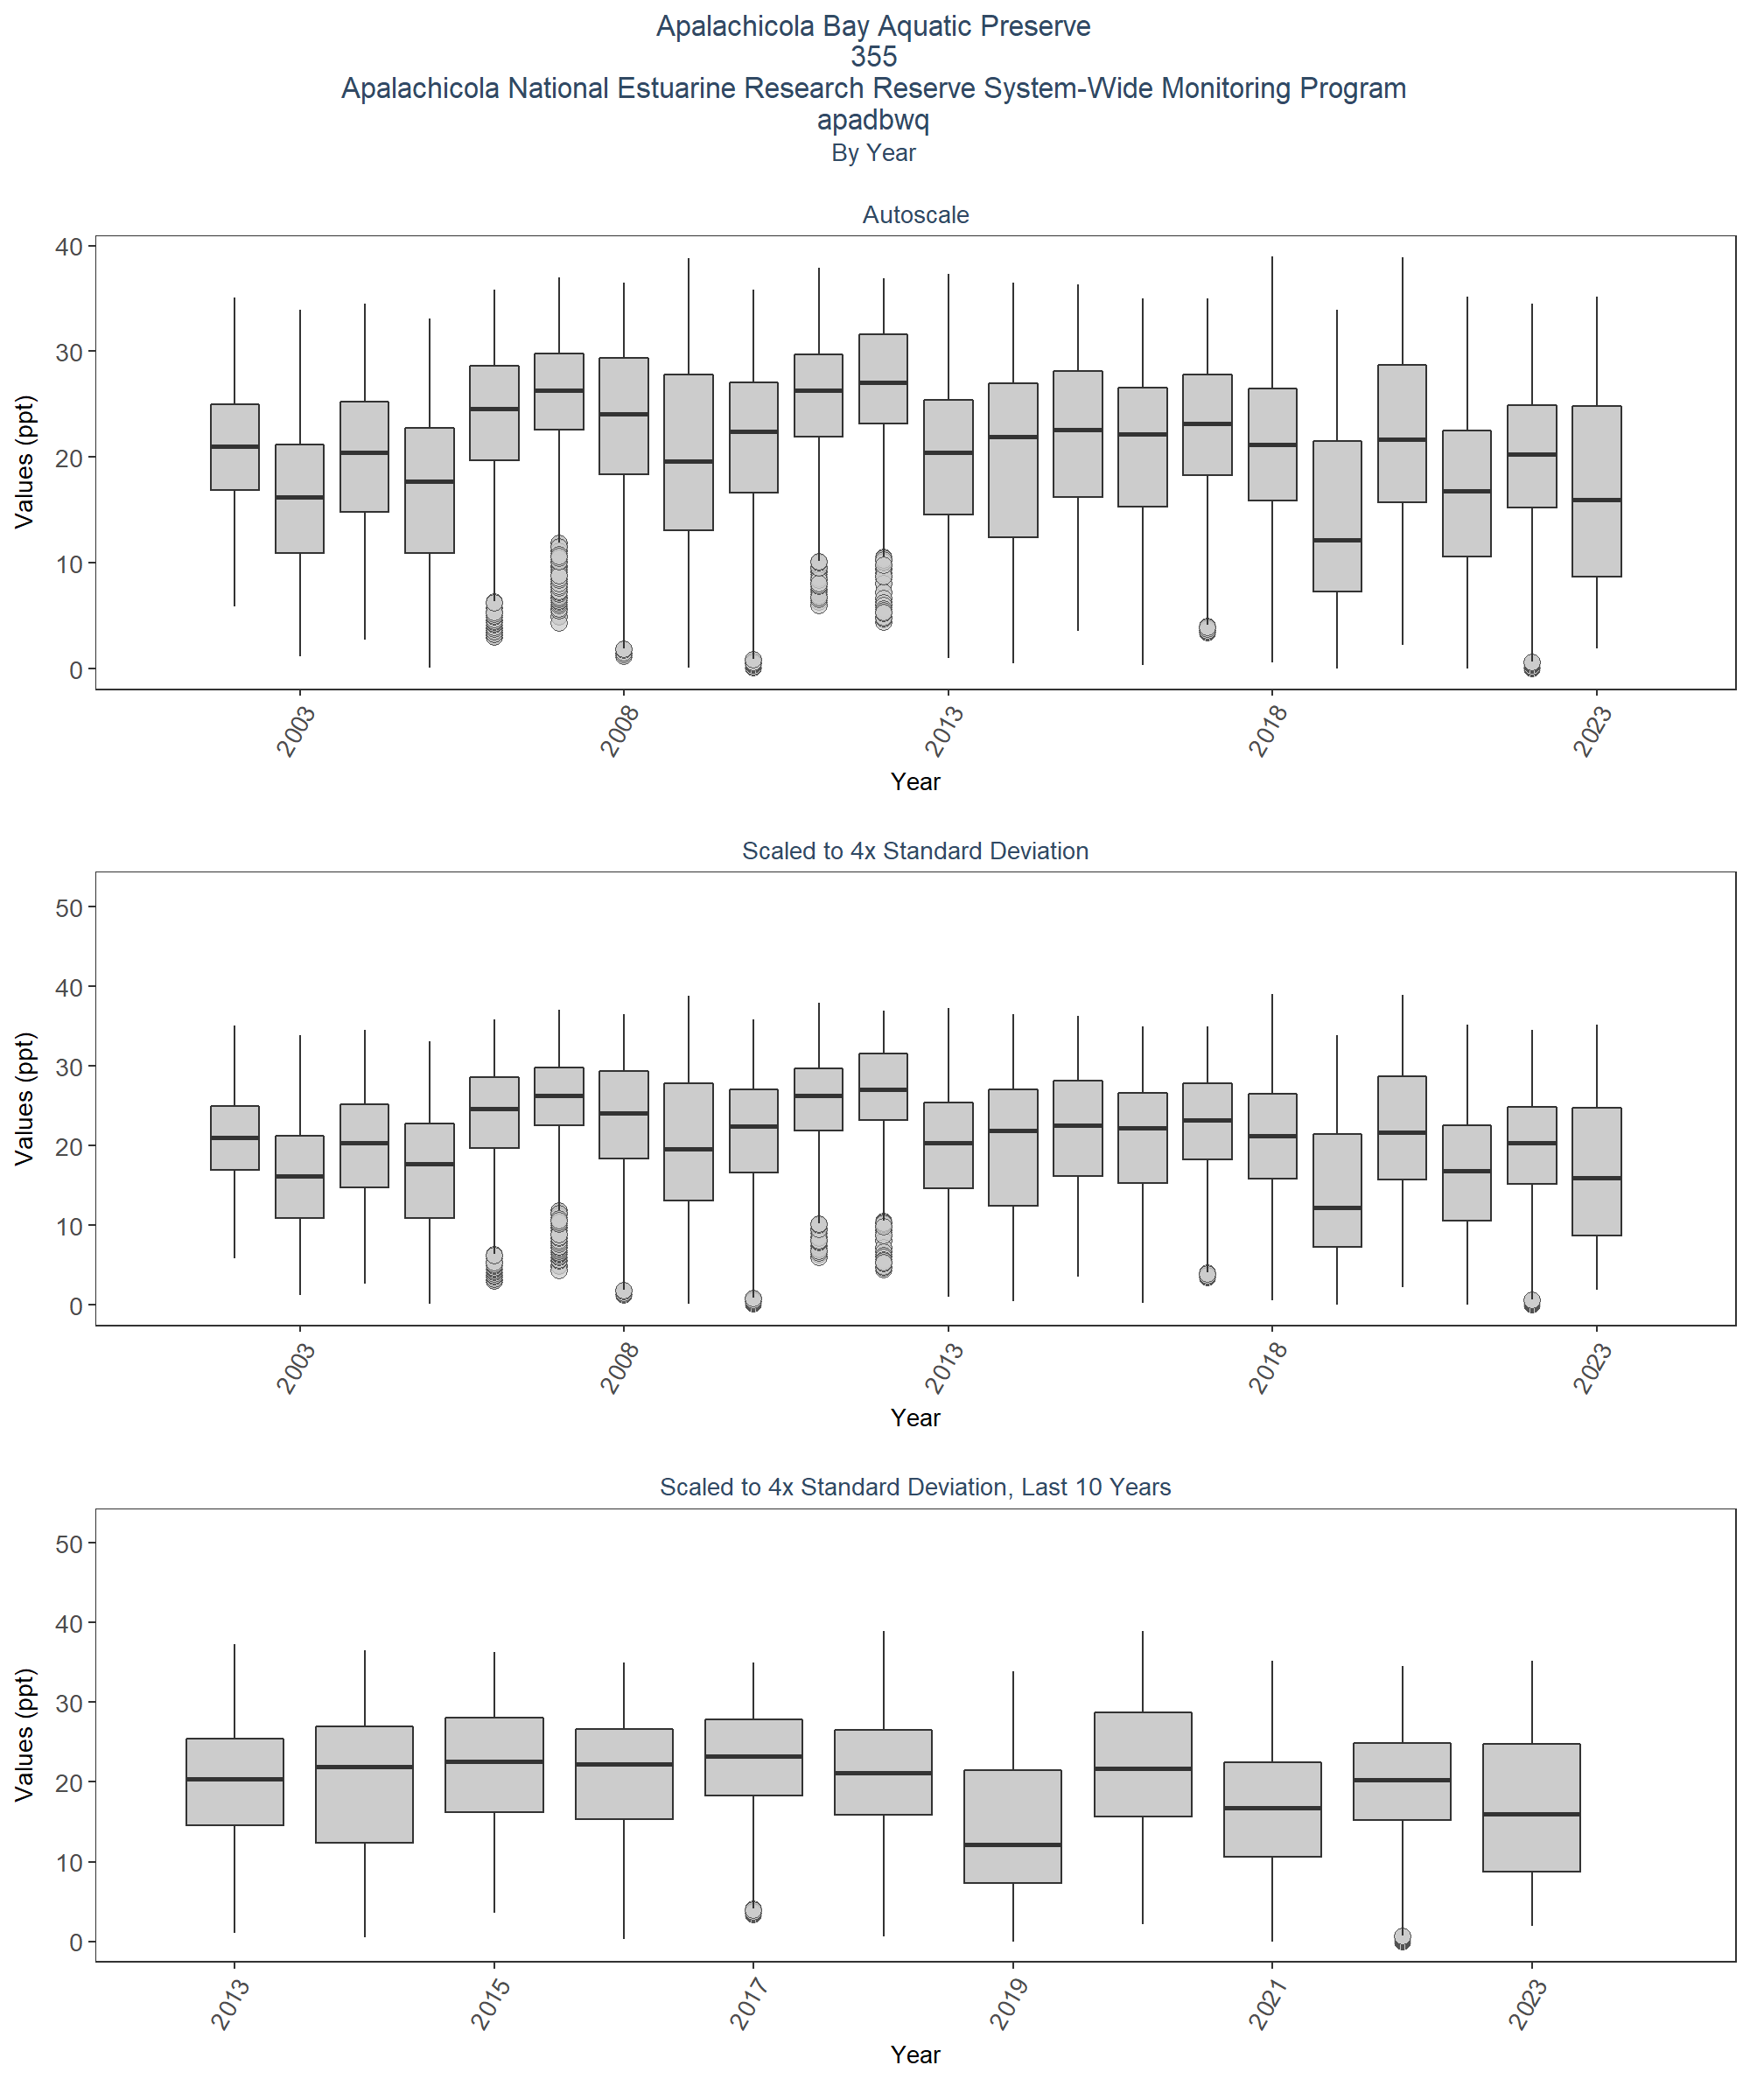 Apalachicola Bay Aquatic Preserve
355
Apalachicola National Estuarine Research Reserve System-Wide Monitoring Program
apadbwq
By Year
Autoscale
Values (ppt)
40
30
20
10
0
2003 2008 2013 2018 2023
Year
Scaled to 4x Standard Deviation
Values (ppt)
50
40
30
20
10
0
2003 2008 2013 2018 2023
Year
Scaled to 4x Standard Deviation, Last 10 Years
Values (ppt)
50
40
30
20
10
0
2013 2015 2017 2019 2021 2023
Year